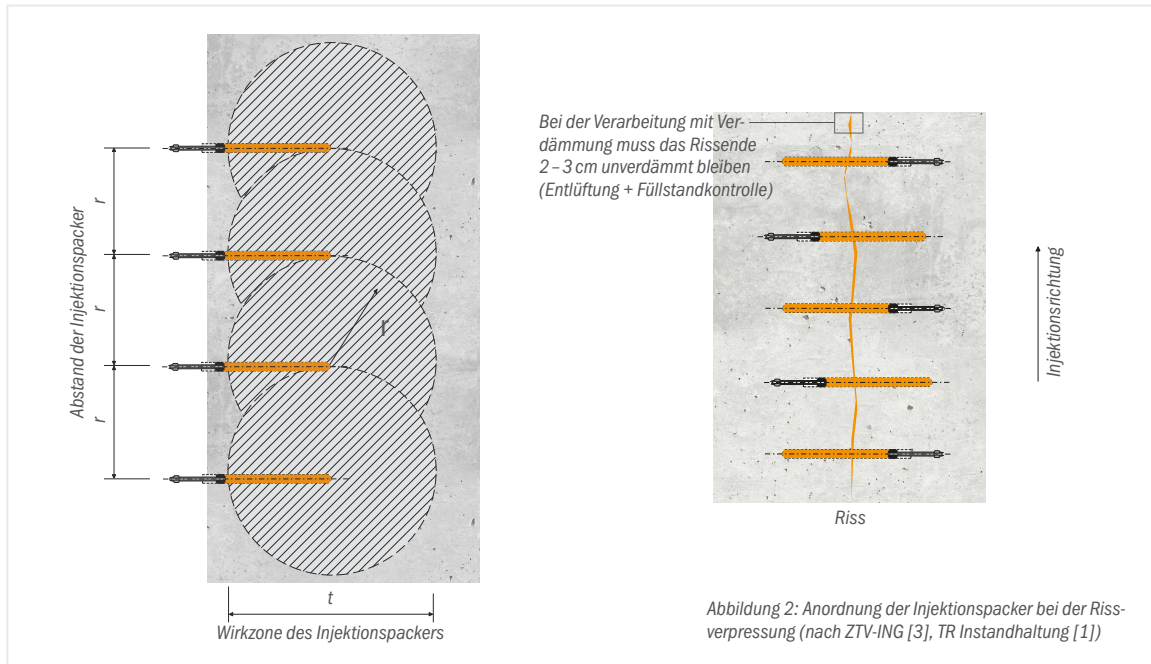 Abstand der Injektionspacker
r
r
r
r
t
Wirkzone des Injektionspackers
Bei der Verarbeitung mit Ver-
dämmung muss das Rissende
2 – 3 cm unverdämmt bleiben
(Entlüftung + Füllstandkontrolle)
Injektionsrichtung
Riss
Abbildung 2: Anordnung der Injektionspacker bei der Riss-
verpressung (nach ZTV-ING [3], TR Instandhaltung [1])